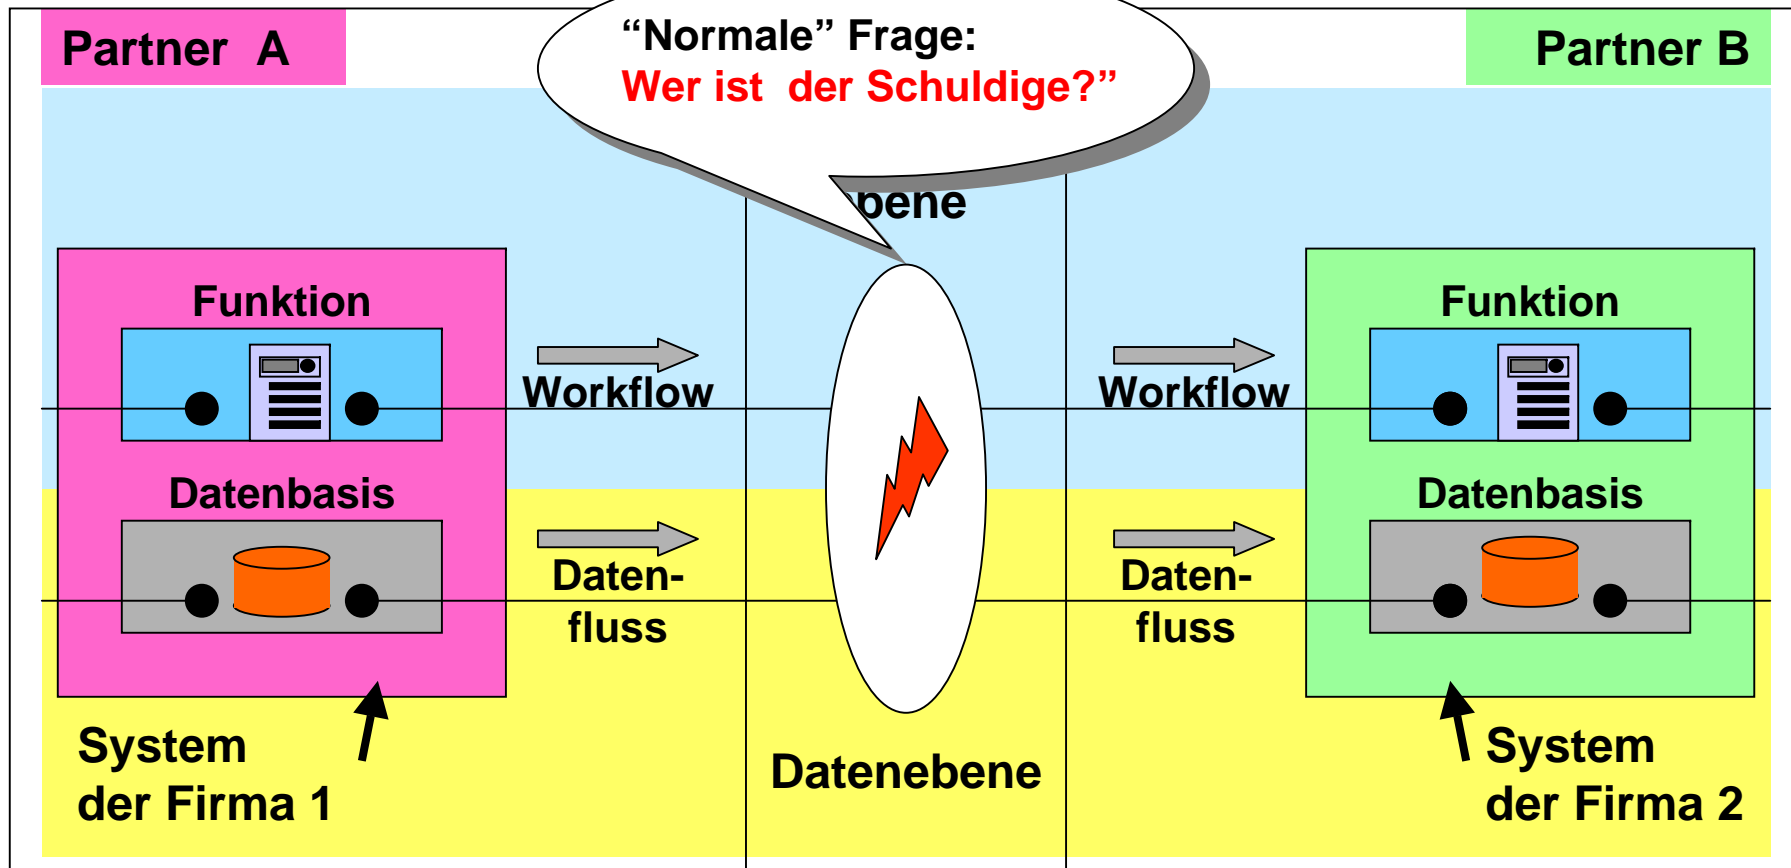 Partner A
“Normale” Frage:
Wer ist der Schuldige?”
Partner B
bene
Funktion
Workflow
Workflow
Funktion
Datenbasis
Daten-
fluss
Daten-
fluss
Datenbasis
System
der Firma 1
Datenebene
System
der Firma 2